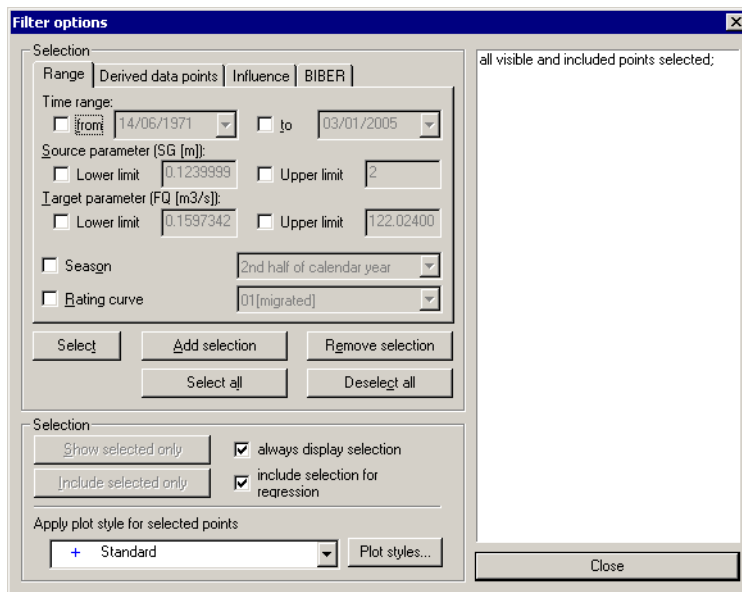 Filter options
Selection
Range Derived data points Influence BIBER
Time range:
from 14/06/1971 to 03/01/2005
Source parameter (SG [m]):
Lower limit 0.1239999 Upper limit 2
Target parameter (FQ [m3/s]):
Lower limit 0.1597342 Upper limit 122.02400
Season 2nd half of calendar year
Rating curve 01[migrated]
Select Add selection Remove selection
Select all Deselect all
Selection
Show selected only always display selection
Include selected only include selection for
regression
Apply plot style for selected points
+ Standard Plot styles...
all visible and included points selected;
Close